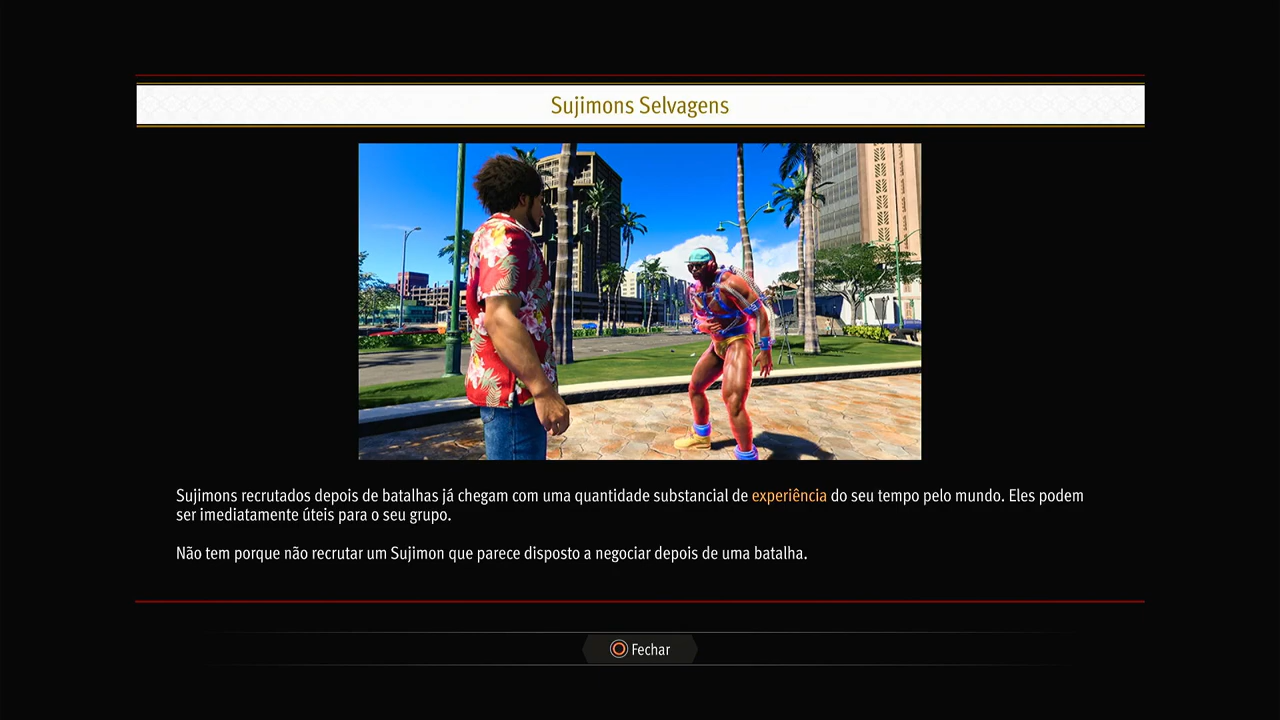 Sujimons Selvagens
Sujimons recrutados depois de batalhas já chegam com uma quantidade substancial de experiência do seu tempo pelo mundo. Eles podem
ser imediatamente úteis para o seu grupo.
Não tem porque não recrutar um Sujimon que parece disposto a negociar depois de uma batalha.
Fechar